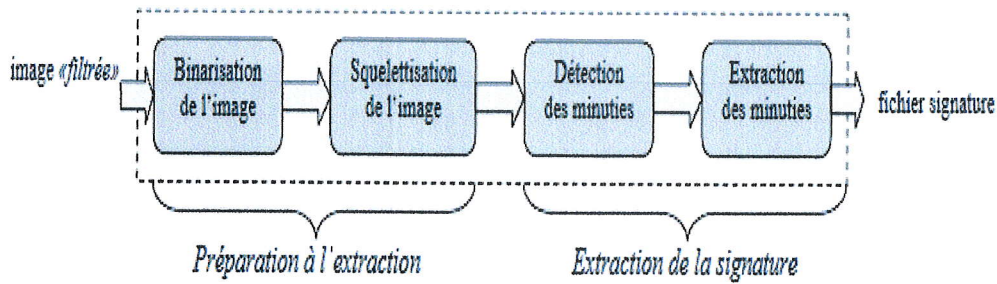 image «filtrée»
Binarisation
de l'image
Squelettisation
de l'image
Détection
des minuties
Extraction
des minuties
fichier signature
Préparation à l'extraction
Extraction de la signature